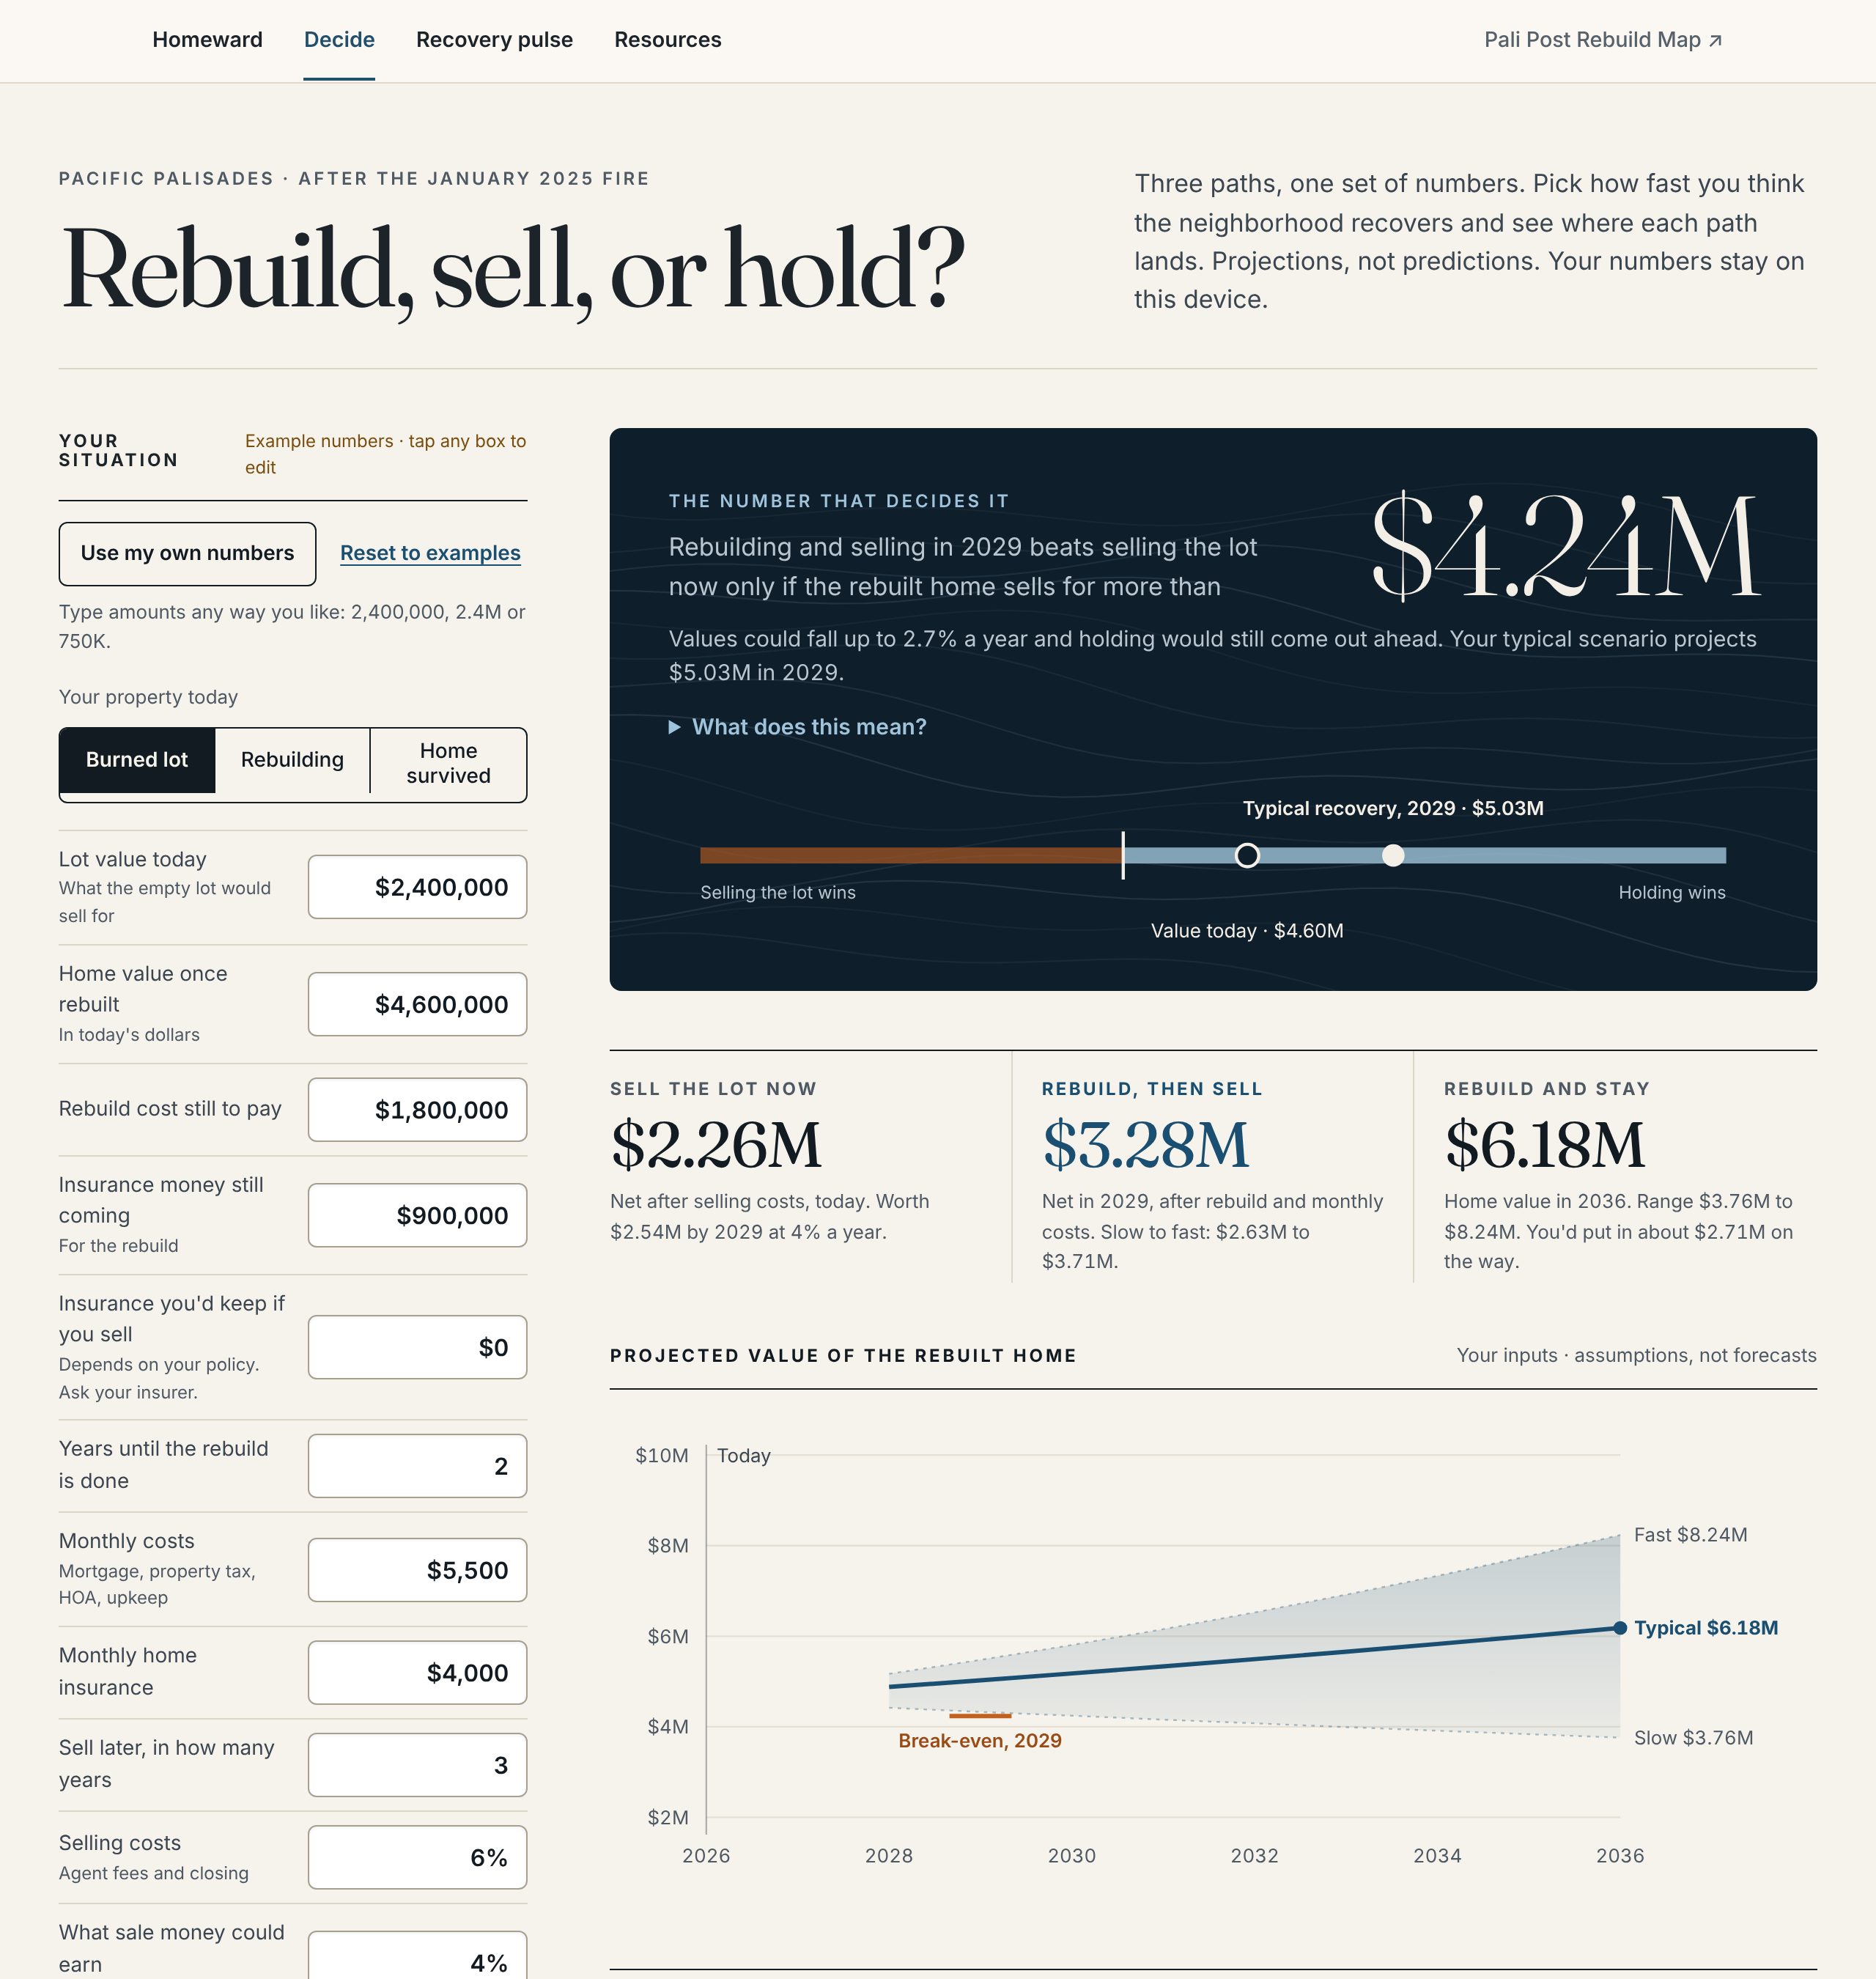 Homeward Decide Recovery pulse Resources Pali Post Rebuild Map ↗
PACIFIC PALISADES · AFTER THE JANUARY 2025 FIRE
Rebuild, sell, or hold?
Three paths, one set of numbers. Pick how fast you think
the neighborhood recovers and see where each path
lands. Projections, not predictions. Your numbers stay on
this device.
YOUR
SITUATION
Example numbers · tap any box to
edit
Use my own numbers
Reset to examples
Type amounts any way you like: 2,400,000, 2.4M or
750K.
Your property today
Burned lot
Rebuilding
Home
survived
Lot value today
What the empty lot would
sell for
$2,400,000
Home value once
rebuilt
In today's dollars
$4,600,000
Rebuild cost still to pay
$1,800,000
Insurance money still
coming
For the rebuild
$900,000
Insurance you'd keep if
you sell
Depends on your policy.
Ask your insurer.
$0
Years until the rebuild
is done
2
Monthly costs
Mortgage, property tax,
HOA, upkeep
$5,500
Monthly home
insurance
$4,000
Sell later, in how many
years
3
Selling costs
Agent fees and closing
6%
What sale money could
earn
4%
THE NUMBER THAT DECIDES IT
Rebuilding and selling in 2029 beats selling the lot
now only if the rebuilt home sells for more than
$4.24M
Values could fall up to 2.7% a year and holding would still come out ahead. Your typical scenario projects
$5.03M in 2029.
▶ What does this mean?
Typical recovery, 2029 · $5.03M
Selling the lot wins
Holding wins
Value today · $4.60M
SELL THE LOT NOW
$2.26M
Net after selling costs, today. Worth
$2.54M by 2029 at 4% a year.
REBUILD, THEN SELL
$3.28M
Net in 2029, after rebuild and monthly
costs. Slow to fast: $2.63M to
$3.71M.
REBUILD AND STAY
$6.18M
Home value in 2036. Range $3.76M to
$8.24M. You'd put in about $2.71M on
the way.
PROJECTED VALUE OF THE REBUILT HOME
Your inputs · assumptions, not forecasts
$10M
Today
$8M
Fast $8.24M
$6M
Typical $6.18M
$4M
Break-even, 2029
Slow $3.76M
$2M
2026 2028 2030 2032 2034 2036